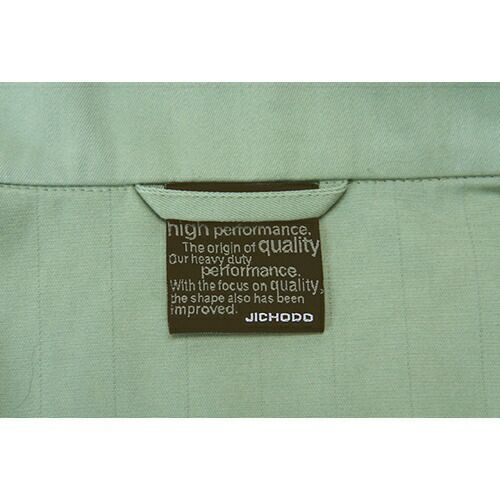 high performance.
The origin of quality
Our heavy duty
performance.
With the focus on quality,
the shape also has been
improved.
JICHODO